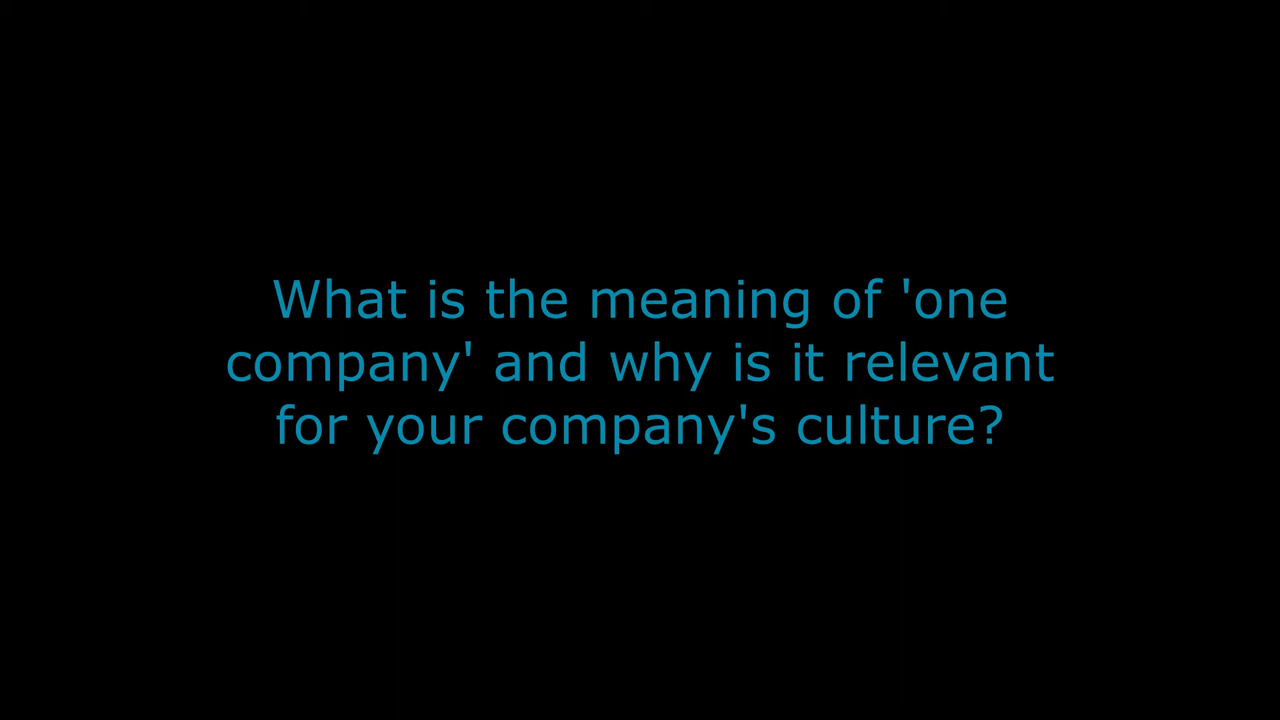 What is the meaning of 'one
company' and why is it relevant
for your company's culture?